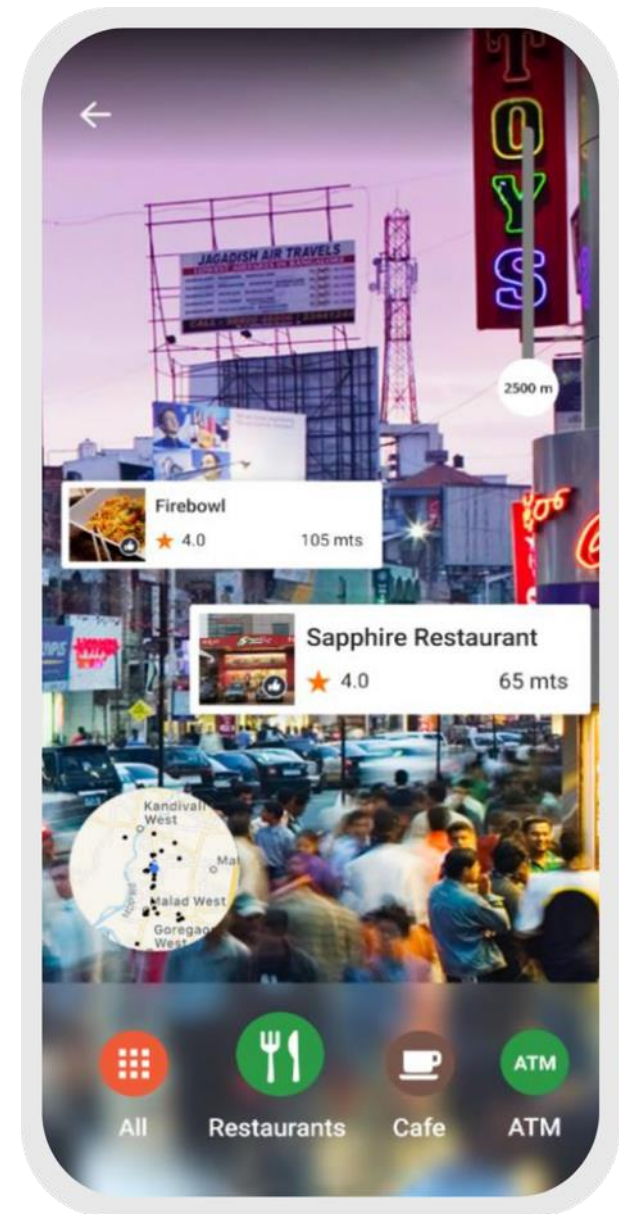 TOYS
JAGADISH AIR TRAVELS
2500 m
Firebowl
4.0
105 mts
Sapphire Restaurant
4.0
65 mts
Kandivali
West
Malad West
Goregao
West
ATM
All
Restaurants
Cafe
ATM